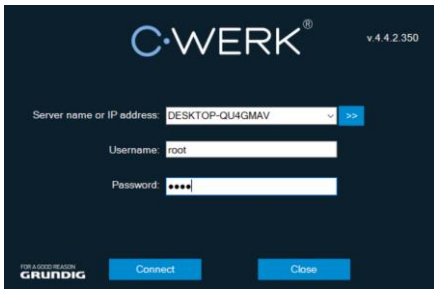 C·WERK®
v.4.4.2.350
Server name or IP address: DESKTOP-QU4GMAV >>
Username: root
Password: ••••
FOR A GOOD REASON
GRUNDIG
Connect
Close